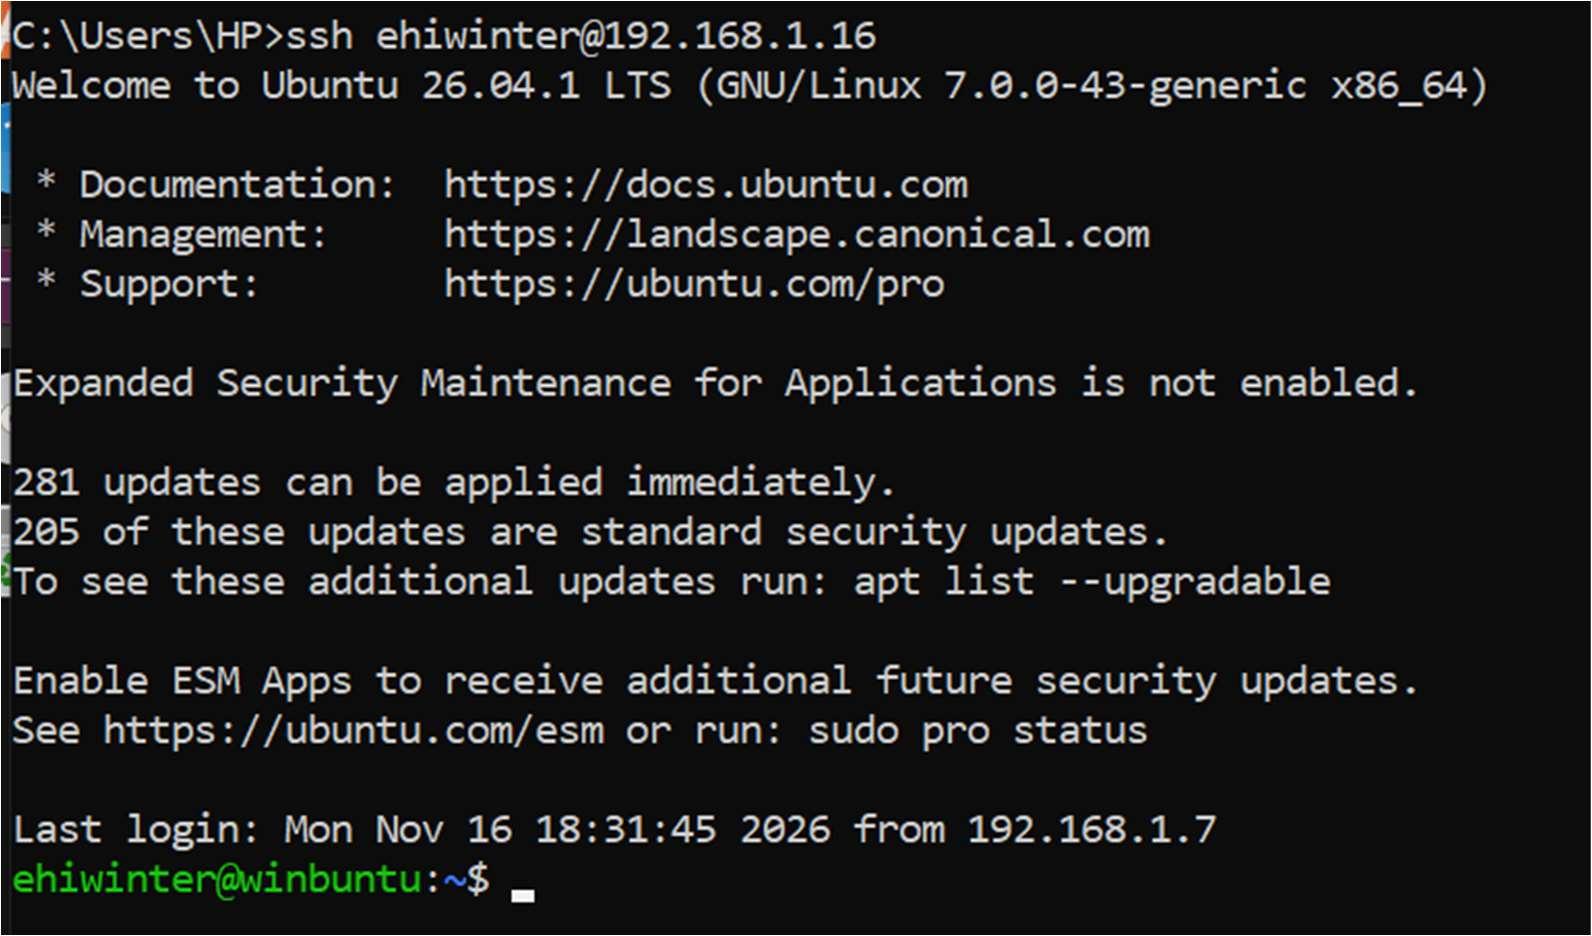 C:\Users\HP>ssh ehiwinter@192.168.1.16
Welcome to Ubuntu 26.04.1 LTS (GNU/Linux 7.0.0-43-generic x86_64)
* Documentation:  https://docs.ubuntu.com
* Management:     https://landscape.canonical.com
* Support:        https://ubuntu.com/pro
Expanded Security Maintenance for Applications is not enabled.
281 updates can be applied immediately.
205 of these updates are standard security updates.
To see these additional updates run: apt list --upgradable
Enable ESM Apps to receive additional future security updates.
See https://ubuntu.com/esm or run: sudo pro status
Last login: Mon Nov 16 18:31:45 2026 from 192.168.1.7
ehiwinter@winbuntu:~$